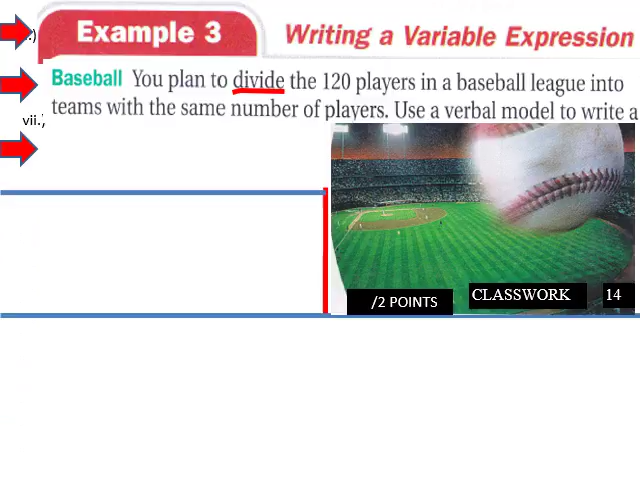 Example 3 Writing a Variable Expression
.)
Baseball You plan to divide the 120 players in a baseball league into
teams with the same number of players. Use a verbal model to write a
vii.)
/2 POINTS
CLASSWORK 14